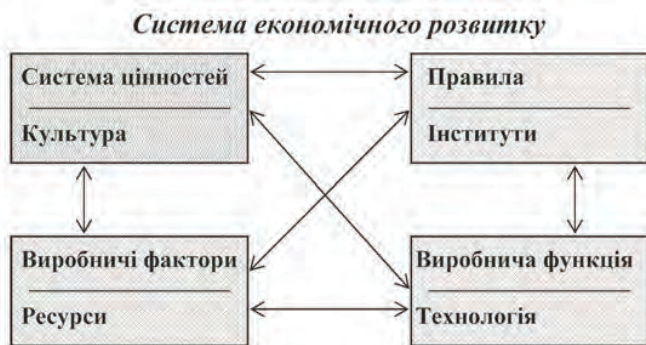 Система економічного розвитку
Система цінностей
Культура
Правила
Інститути
Виробничі фактори
Ресурси
Виробнича функція
Технологія